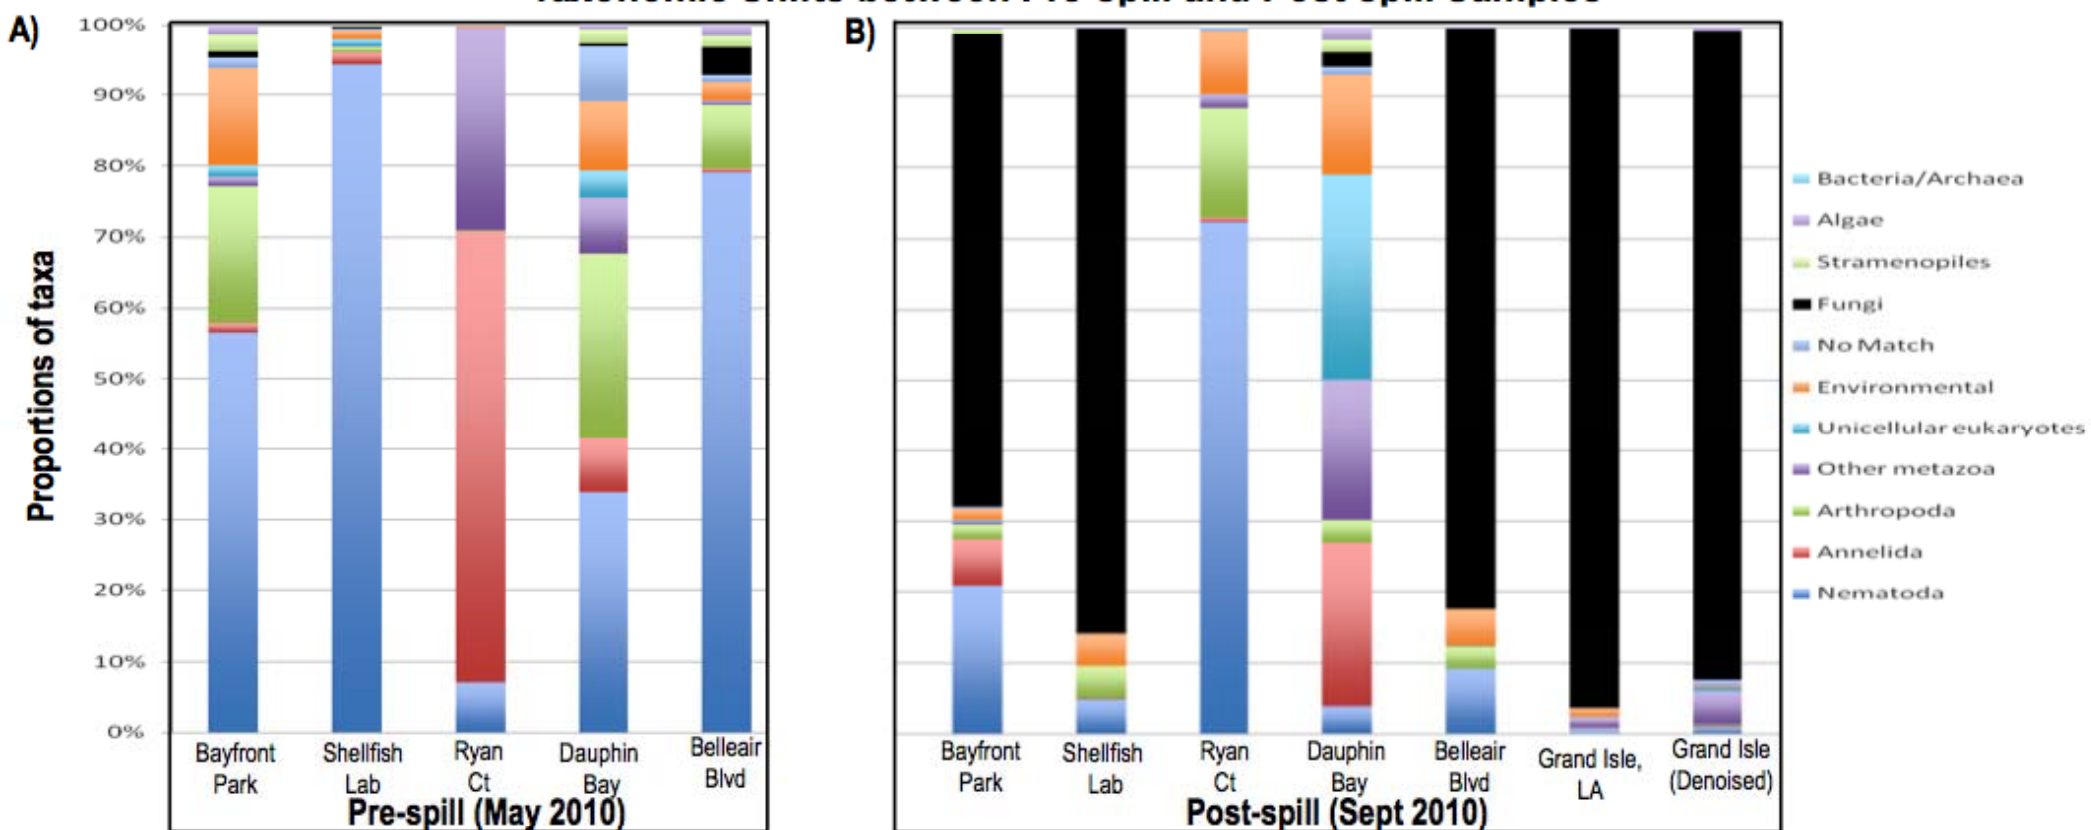 A)
Proportions of taxa
100%
90%
80%
70%
60%
50%
40%
30%
20%
10%
0%
Bayfront
Park
Shellfish
Lab
Ryan
Ct
Dauphin
Bay
Belleair
Blvd
Pre-spill (May 2010)
B)
Bayfront
Park
Shellfish
Lab
Ryan
Ct
Dauphin
Bay
Belleair
Blvd
Grand Isle,
LA
Grand Isle
(Denoised)
Post-spill (Sept 2010)
Bacteria/Archaea
Algae
Stramenopiles
Fungi
No Match
Environmental
Unicellular eukaryotes
Other metazoa
Arthropoda
Annelida
Nematoda